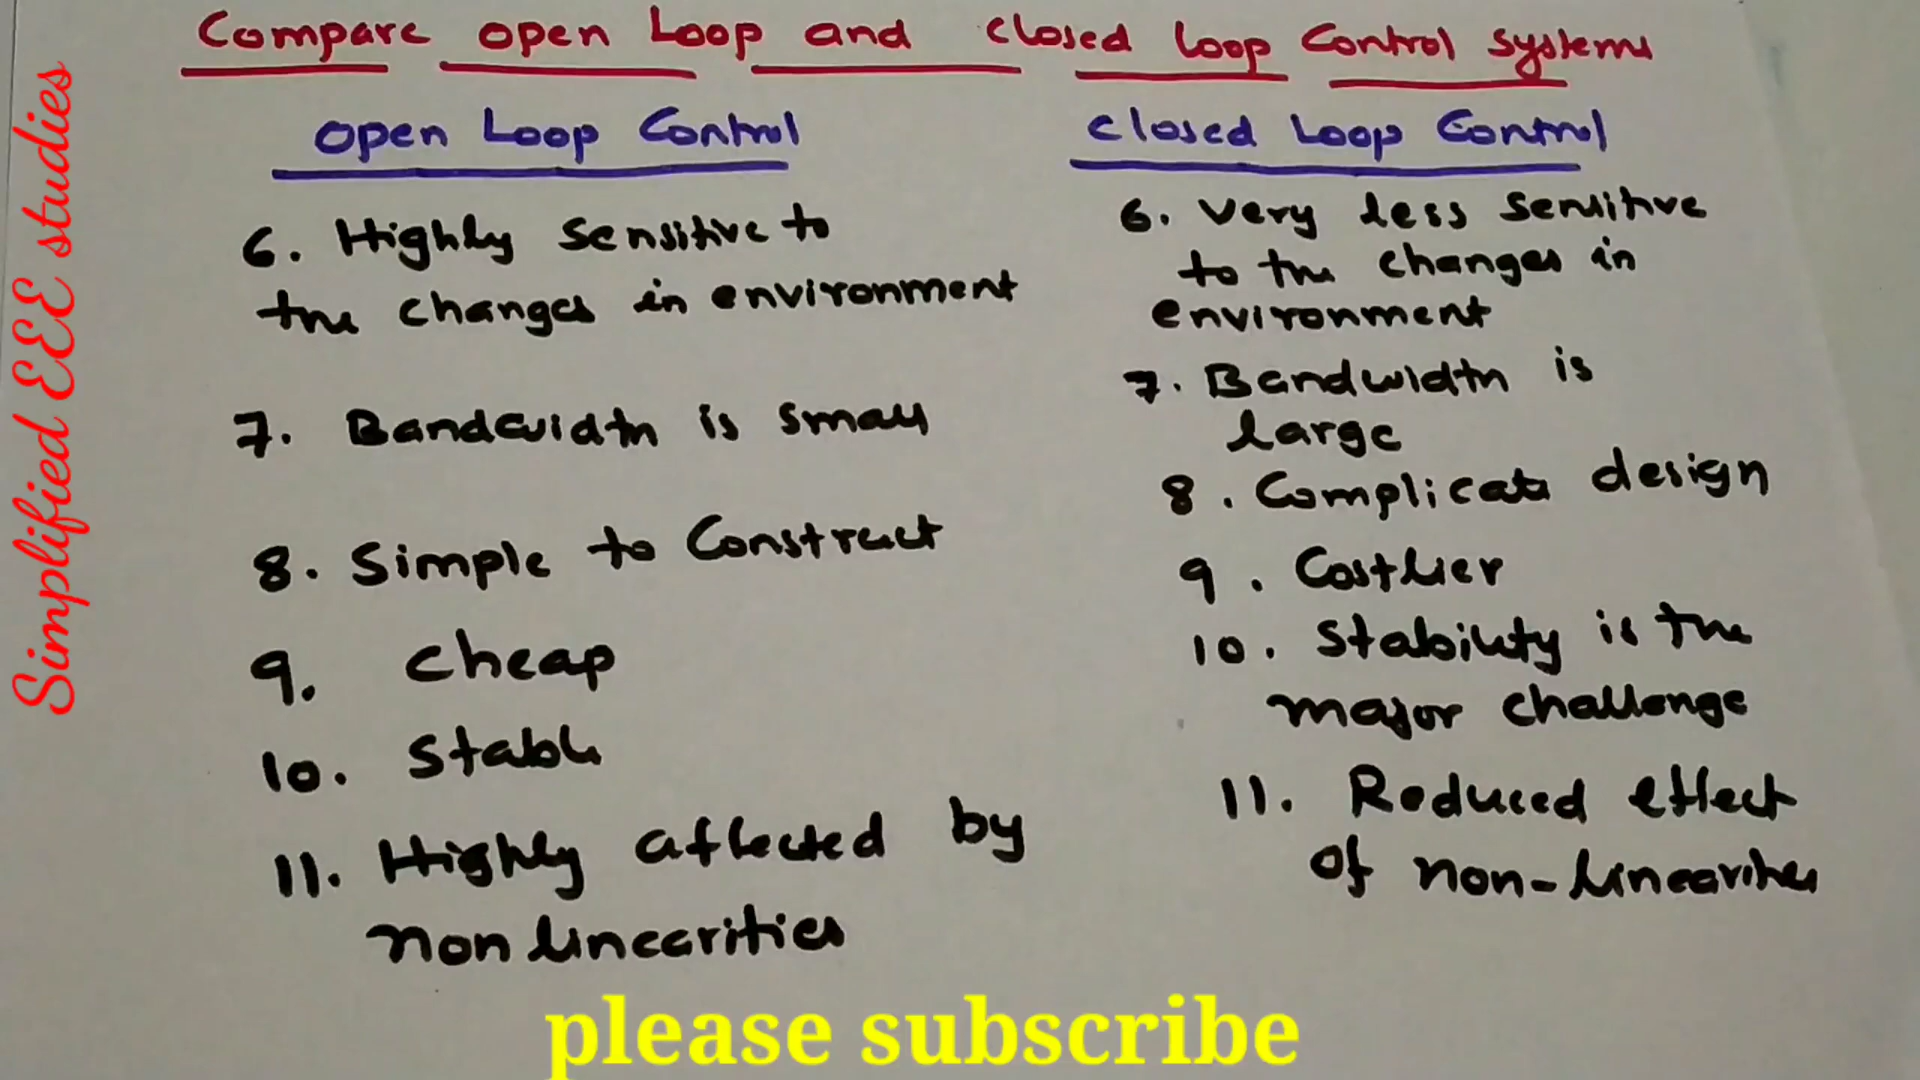 Compare open Loop and closed loop Control systems
Open Loop Control
6. Highly sensitive to
the changes in environment
7. Bandwidth is small
8. Simple to Construct
9. Cheap
10. Stable
11. Highly affected by
non linearities
Closed Loop Control
6. Very less sensitive
to the changes in
environment
7. Bandwidth is
large
8. Complicate design
9. Costlier
10. Stability is the
major challenge
11. Reduced effect
of non-linearities
Simplified EEE studies
please subscribe